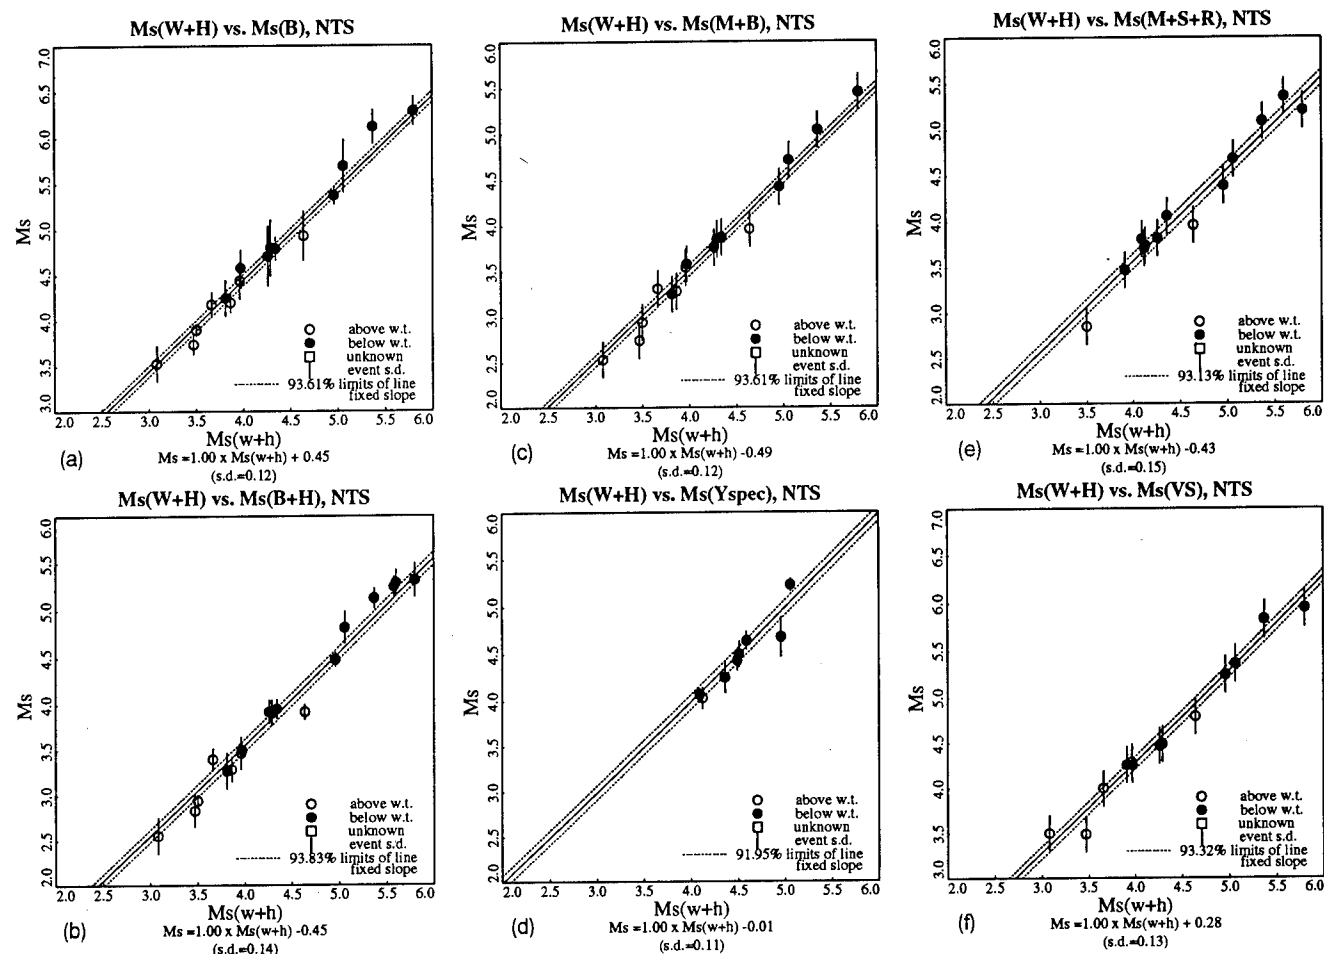 Ms(W+H) vs. Ms(B), NTS
Ms
7.0
6.5
6.0
5.5
5.0
4.5
4.0
3.5
3.0
above w.t.
below w.t.
unknown
event s.d.
93.61% limits of line
fixed slope
2.0 2.5 3.0 3.5 4.0 4.5 5.0 5.5 6.0
Ms(w+h)
(a)
Ms =1.00 x Ms(w+h) + 0.45
(s.d.=0.12)
Ms(W+H) vs. Ms(M+B), NTS
6.0
5.5
5.0
4.5
4.0
3.5
3.0
2.5
2.0
above w.t.
below w.t.
unknown
event s.d.
93.61% limits of line
fixed slope
2.0 2.5 3.0 3.5 4.0 4.5 5.0 5.5 6.0
Ms(w+h)
(c)
Ms =1.00 x Ms(w+h) -0.49
(s.d.=0.12)
Ms(W+H) vs. Ms(M+S+R), NTS
6.0
5.5
5.0
4.5
4.0
3.5
3.0
2.5
2.0
above w.t.
below w.t.
unknown
event s.d.
93.13% limits of line
fixed slope
2.0 2.5 3.0 3.5 4.0 4.5 5.0 5.5 6.0
Ms(w+h)
(e)
Ms =1.00 x Ms(w+h) -0.43
(s.d.=0.15)
Ms(W+H) vs. Ms(B+H), NTS
Ms
6.0
5.5
5.0
4.5
4.0
3.5
3.0
2.5
2.0
above w.t.
below w.t.
unknown
event s.d.
93.83% limits of line
fixed slope
2.0 2.5 3.0 3.5 4.0 4.5 5.0 5.5 6.0
Ms(w+h)
(b)
Ms =1.00 x Ms(w+h) -0.45
(s.d.=0.14)
Ms(W+H) vs. Ms(Yspec), NTS
6.0
5.5
5.0
4.5
4.0
3.5
3.0
2.5
2.0
above w.t.
below w.t.
unknown
event s.d.
91.95% limits of line
fixed slope
2.0 2.5 3.0 3.5 4.0 4.5 5.0 5.5 6.0
Ms(w+h)
(d)
Ms =1.00 x Ms(w+h) -0.01
(s.d.=0.11)
Ms(W+H) vs. Ms(VS), NTS
7.0
6.5
6.0
5.5
5.0
4.5
4.0
3.5
3.0
above w.t.
below w.t.
unknown
event s.d.
93.32% limits of line
fixed slope
2.0 2.5 3.0 3.5 4.0 4.5 5.0 5.5 6.0
Ms(w+h)
(f)
Ms =1.00 x Ms(w+h) + 0.28
(s.d.=0.13)